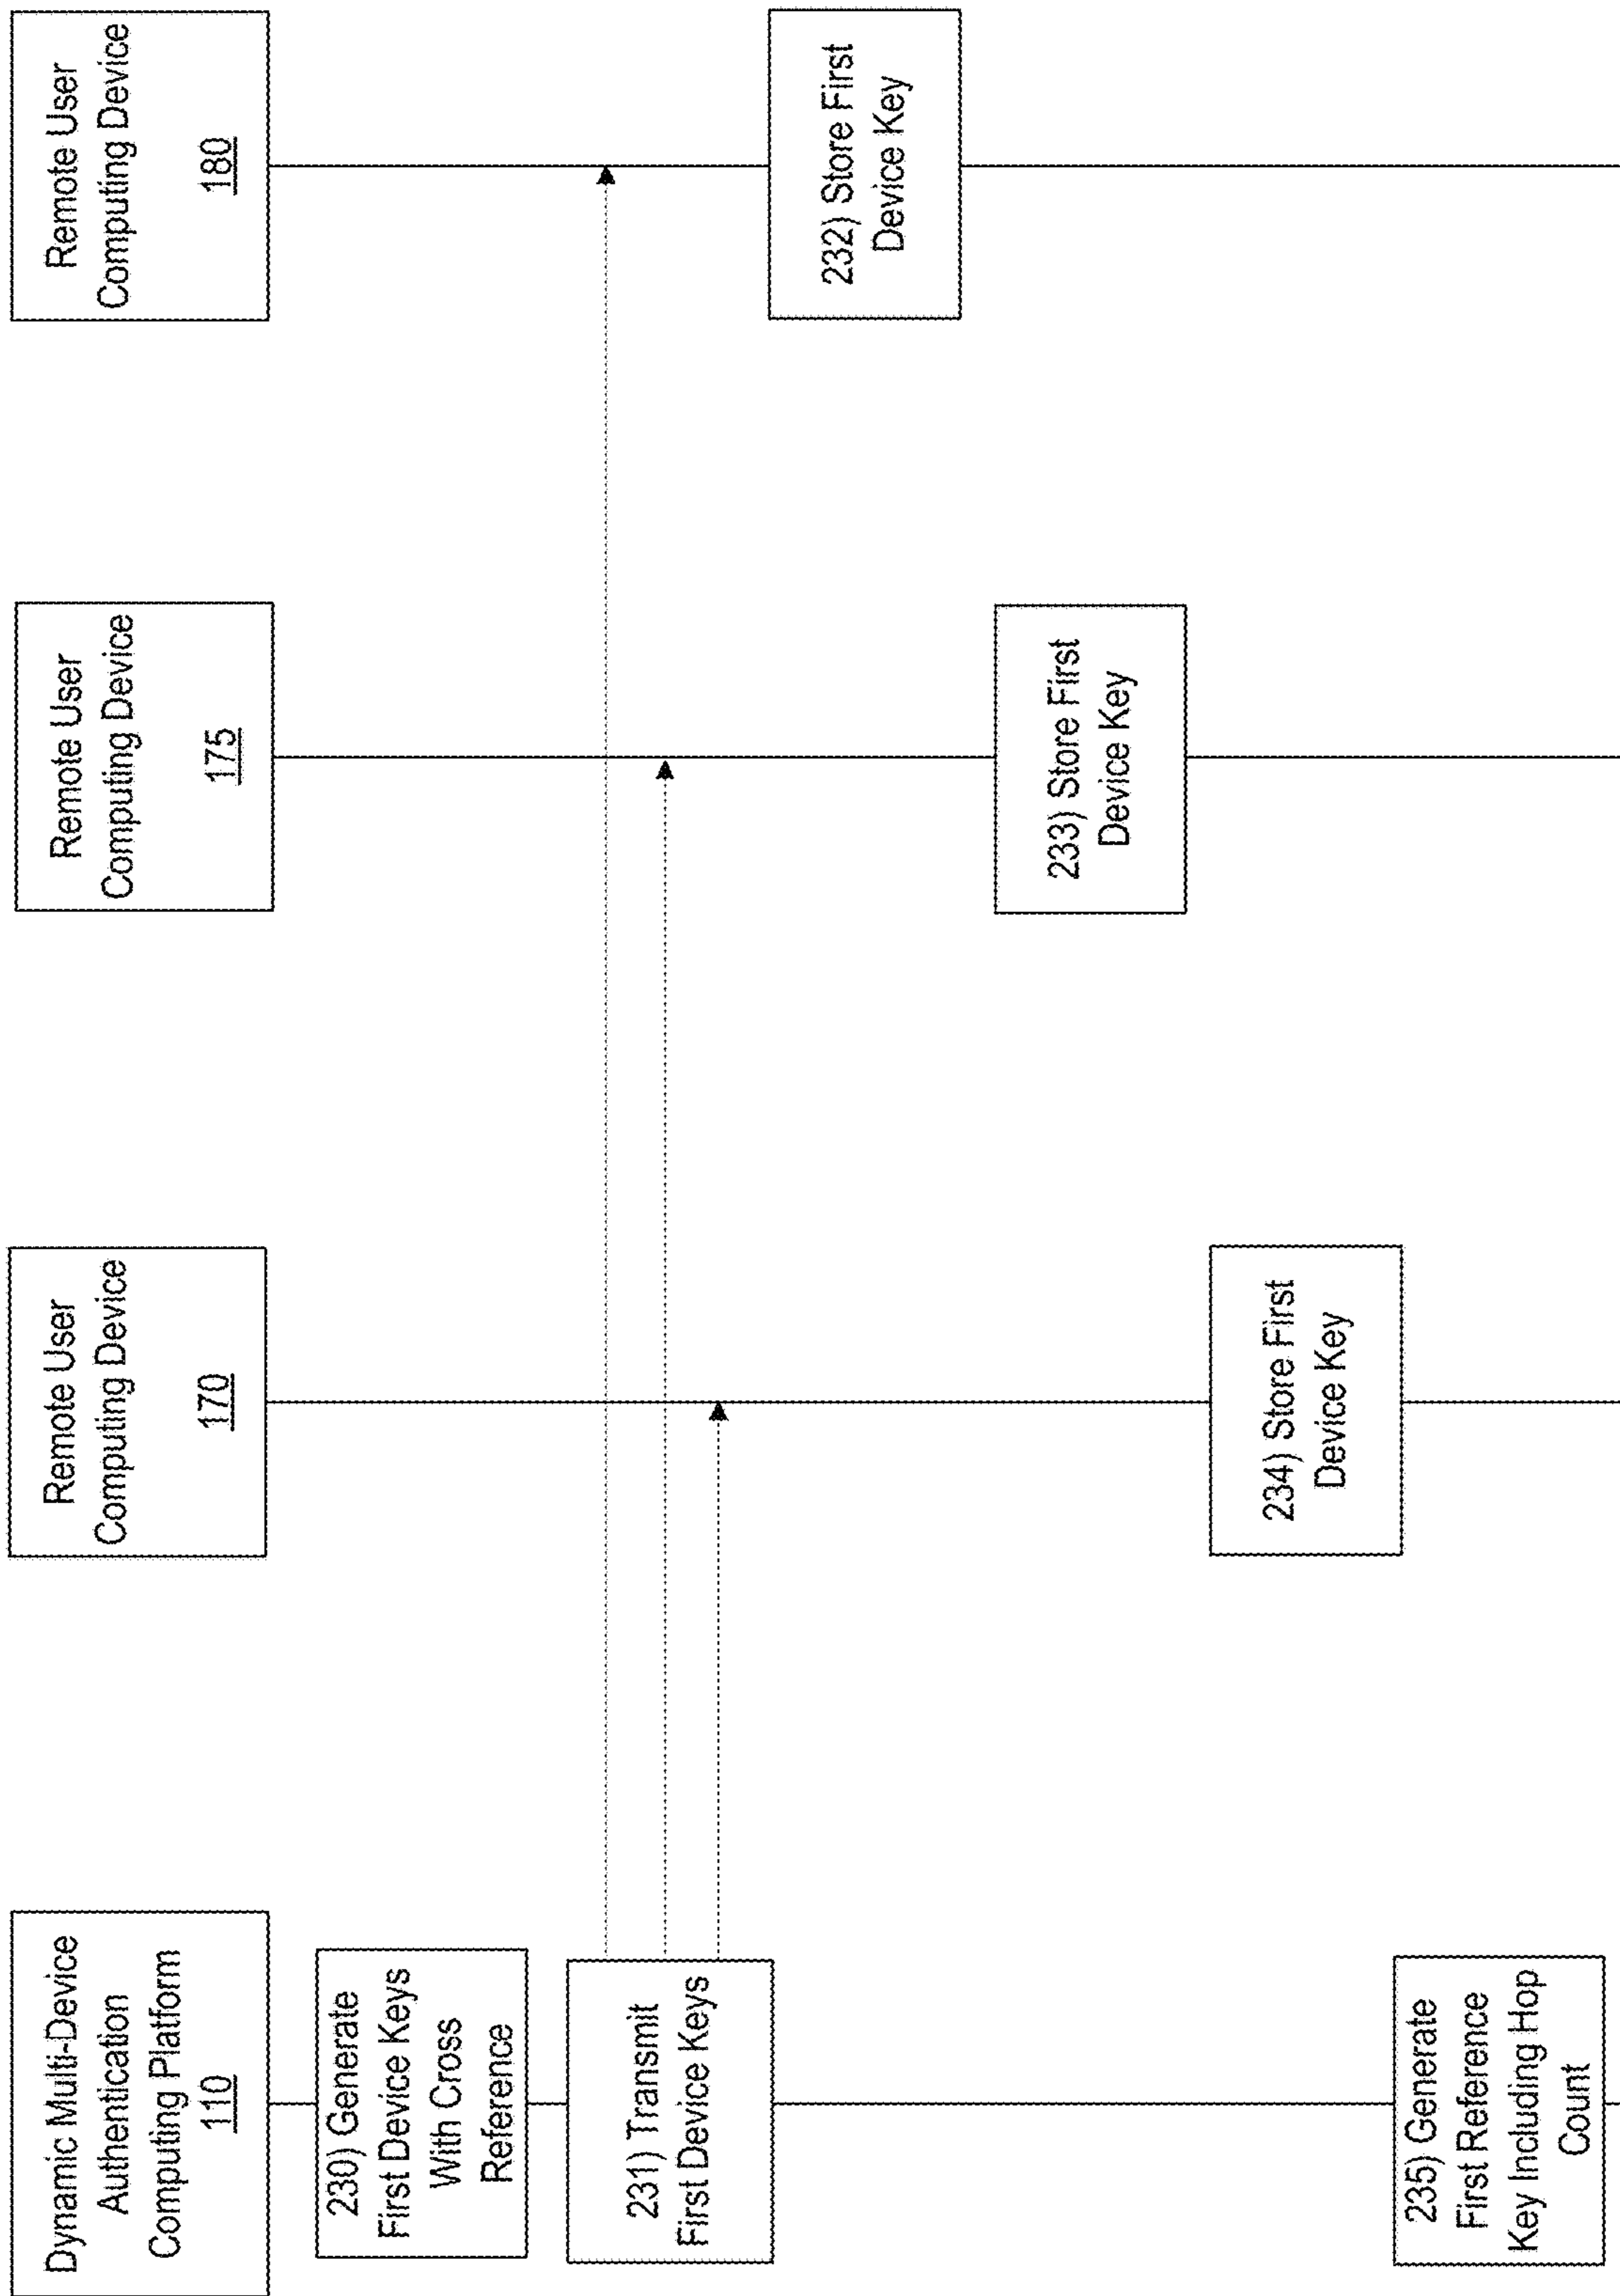 Dynamic Multi-Device
Authentication
Computing Platform
110
Remote User
Computing Device
170
Remote User
Computing Device
175
Remote User
Computing Device
180
230) Generate
First Device Keys
With Cross
Reference
231) Transmit
First Device Keys
232) Store First
Device Key
233) Store First
Device Key
234) Store First
Device Key
235) Generate
First Reference
Key Including Hop
Count